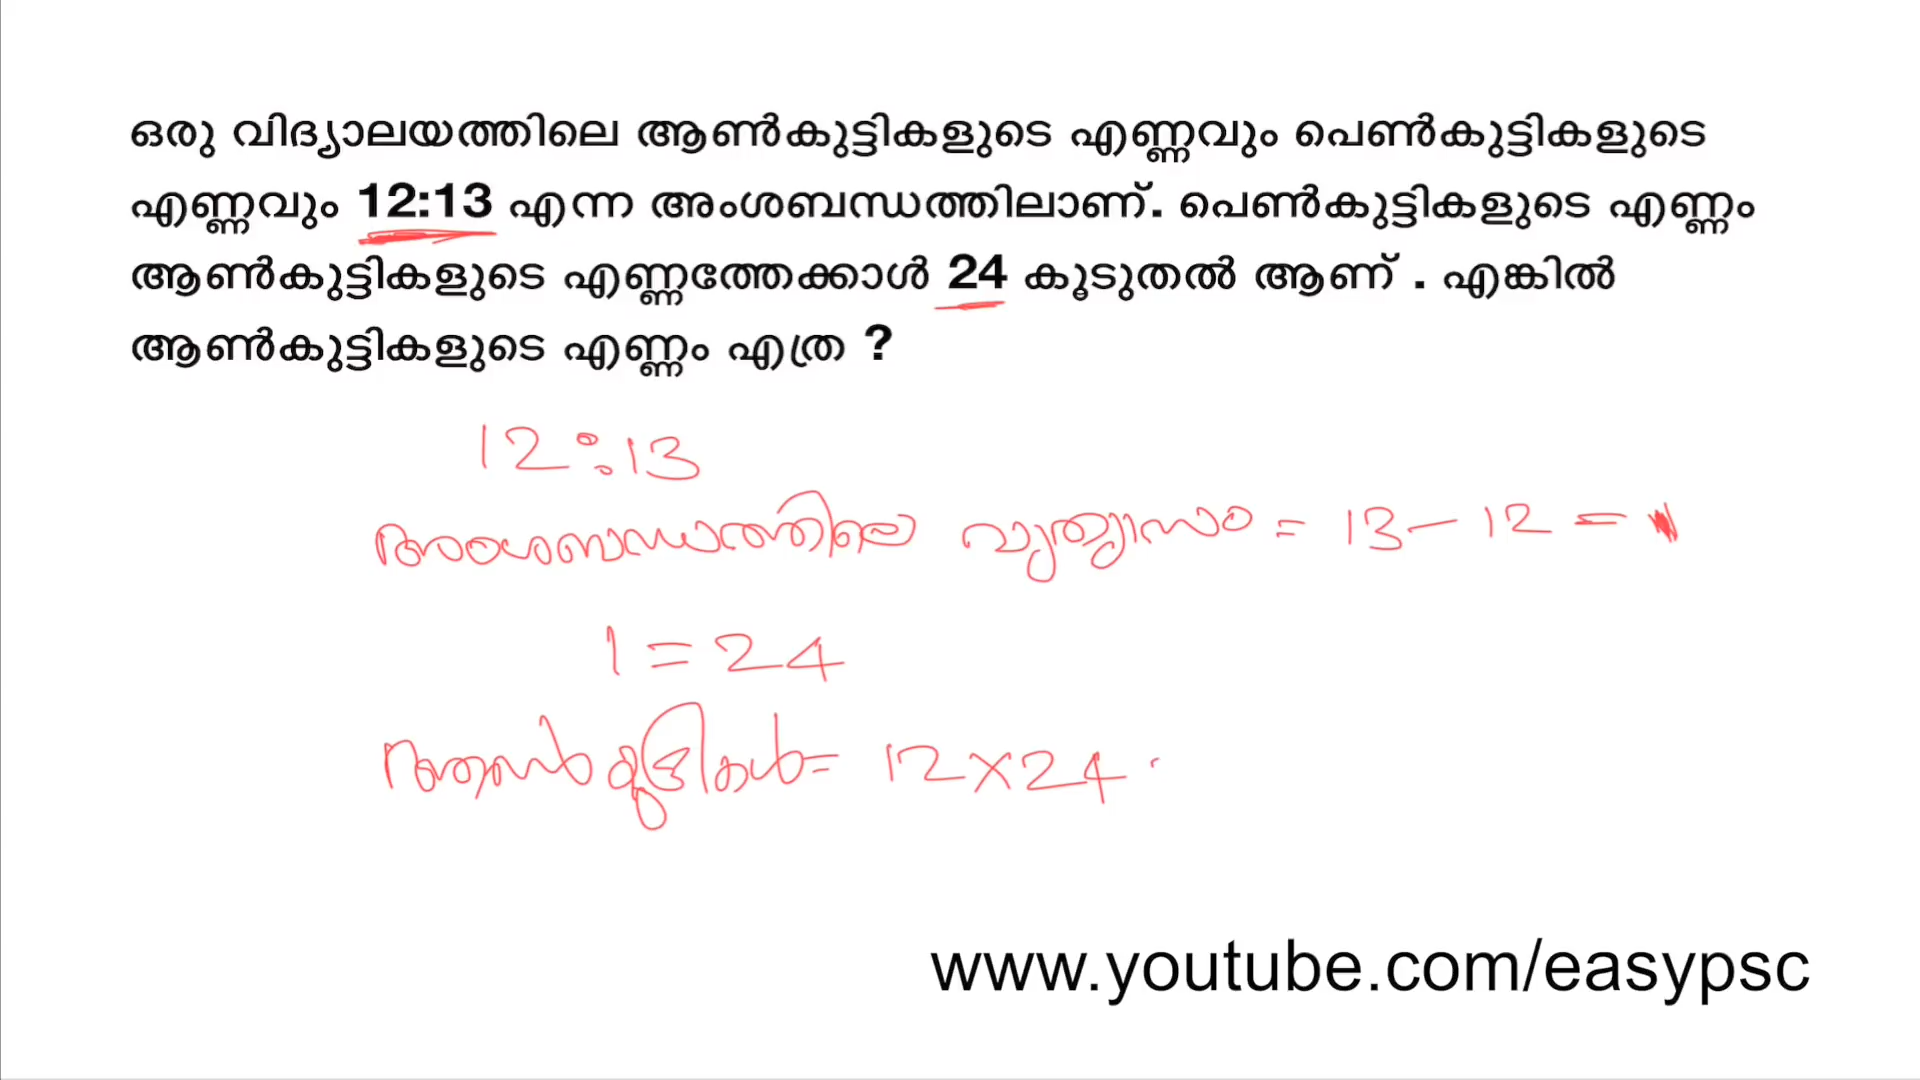 ഒരു വിദ്യാലയത്തിലെ ആൺകുട്ടികളുടെ എണ്ണവും പെൺകുട്ടികളുടെ
എണ്ണവും 12:13 എന്ന അംശബന്ധത്തിലാണ്. പെൺകുട്ടികളുടെ എണ്ണം
ആൺകുട്ടികളുടെ എണ്ണത്തേക്കാൾ 24 കൂടുതൽ ആണ് . എങ്കിൽ
ആൺകുട്ടികളുടെ എണ്ണം എത്ര ?
12:13
അംശബന്ധത്തിലെ വ്യത്യാസം = 13 - 12 = 1
1 = 24
ആൺകുട്ടികൾ = 12 × 24
www.youtube.com/easypsc